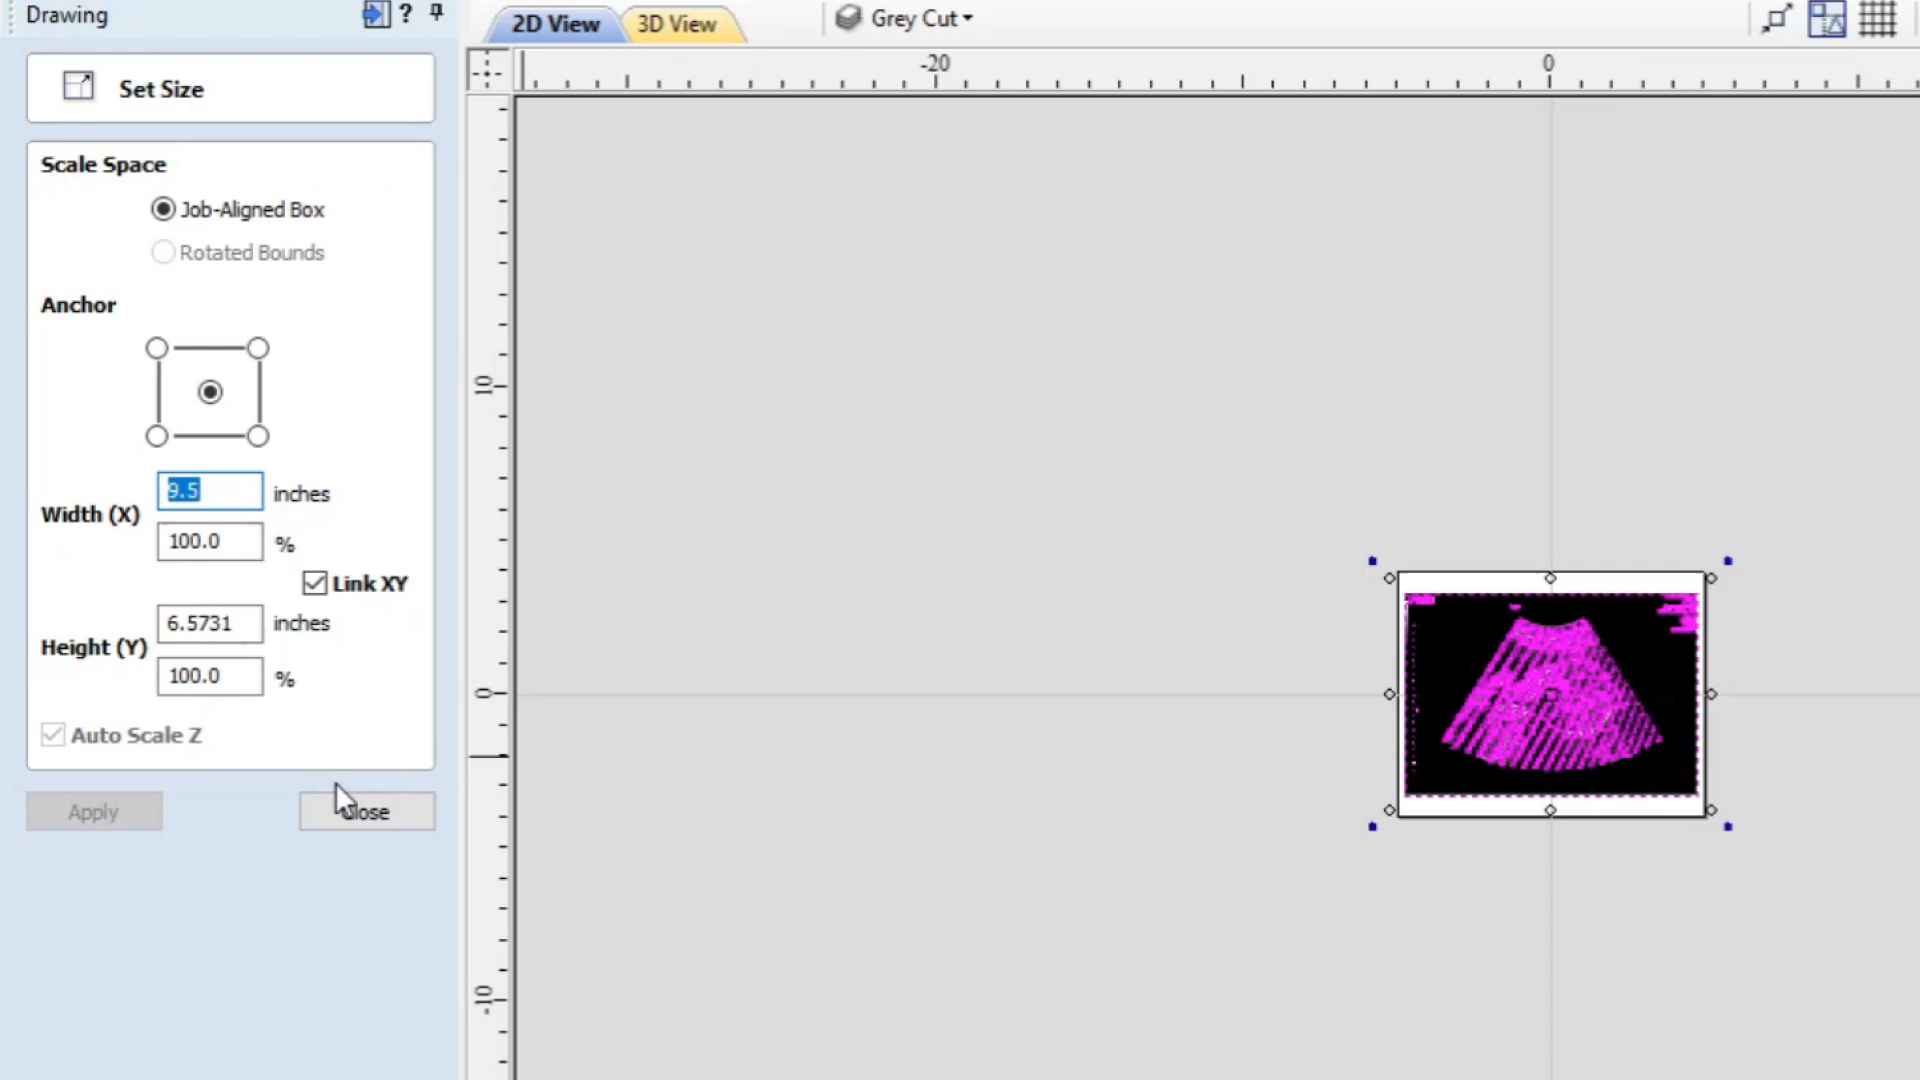 Drawing
?
Set Size
Scale Space
Job-Aligned Box
Rotated Bounds
Anchor
Width (X)
9.5 inches
100.0 %
Link XY
Height (Y)
6.5731 inches
100.0 %
Auto Scale Z
Apply
Close
2D View
3D View
Grey Cut
-20
0
10
0
-10